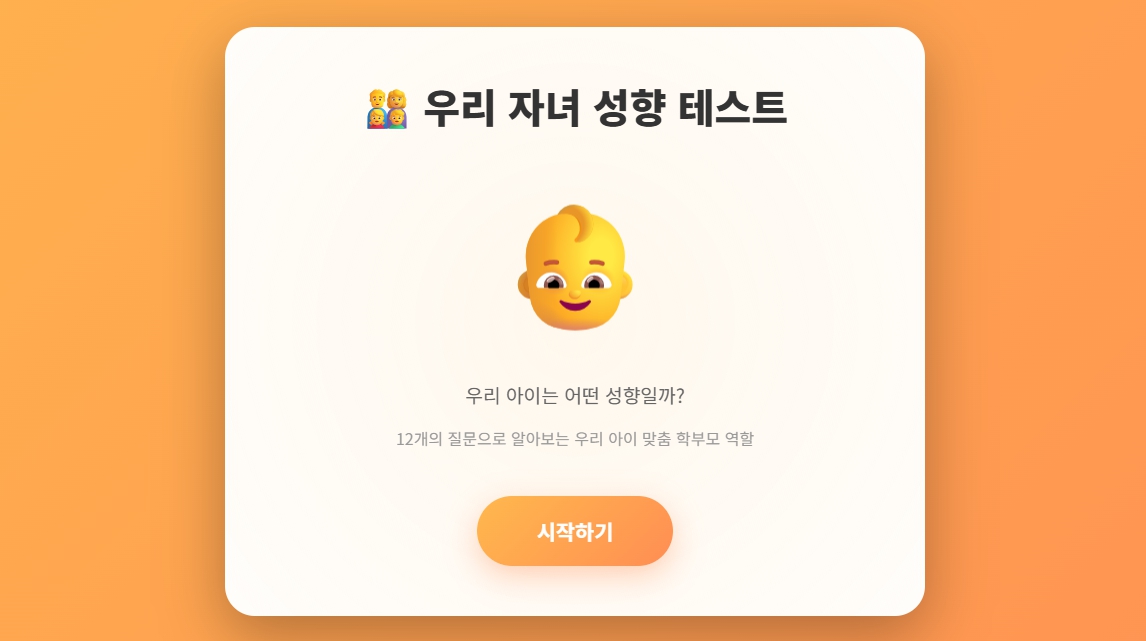 우리 자녀 성향 테스트
우리 아이는 어떤 성향일까?
12개의 질문으로 알아보는 우리 아이 맞춤 학부모 역할
시작하기